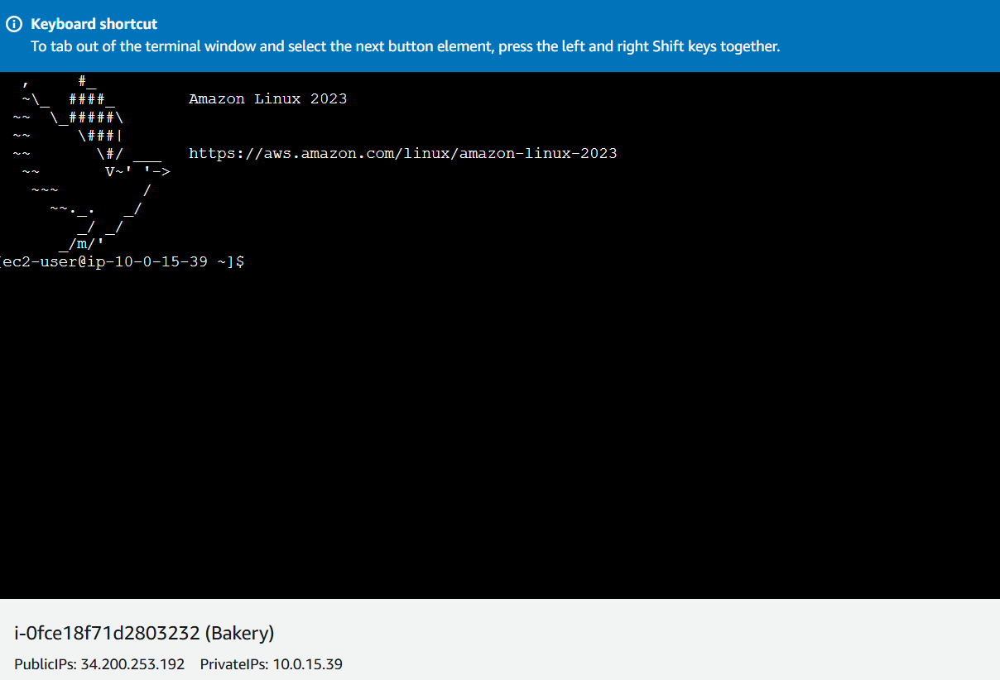 Keyboard shortcut
To tab out of the terminal window and select the next button element, press the left and right Shift keys together.
   ,     #_
  ~\_  ####_        Amazon Linux 2023
 ~~  \_#####\
 ~~     \###|
 ~~       \#/ ___   https://aws.amazon.com/linux/amazon-linux-2023
  ~~       V~' '->
   ~~~         /
     ~~._.   _/
        _/ _/
      _/m/'
[ec2-user@ip-10-0-15-39 ~]$
i-0fce18f71d2803232 (Bakery)
PublicIPs: 34.200.253.192 PrivateIPs: 10.0.15.39